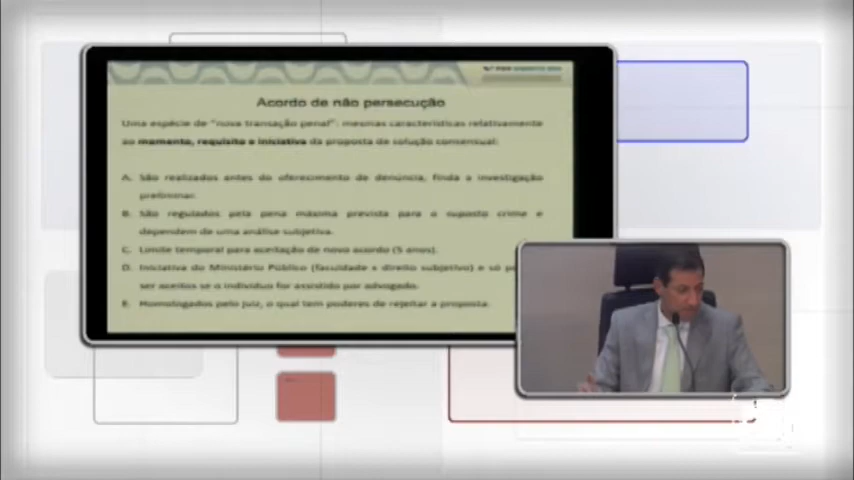 Acordo de não persecução
Uma espécie de "nova transação penal": mesmas características relativamente
ao momento, requisito e iniciativa da proposta de solução consensual:
A. São realizados antes do oferecimento de denúncia, finda a investigação
preliminar.
B. São regulados pela pena máxima prevista para o suposto crime e
dependem de uma análise subjetiva.
C. Limite temporal para aceitação de novo acordo (5 anos).
D. Iniciativa do Ministério Público (faculdade x direito subjetivo) e só
ser aceitos se o indivíduo for assistido por advogado.
E. Homologados pelo juiz, o qual tem poderes de rejeitar a proposta.